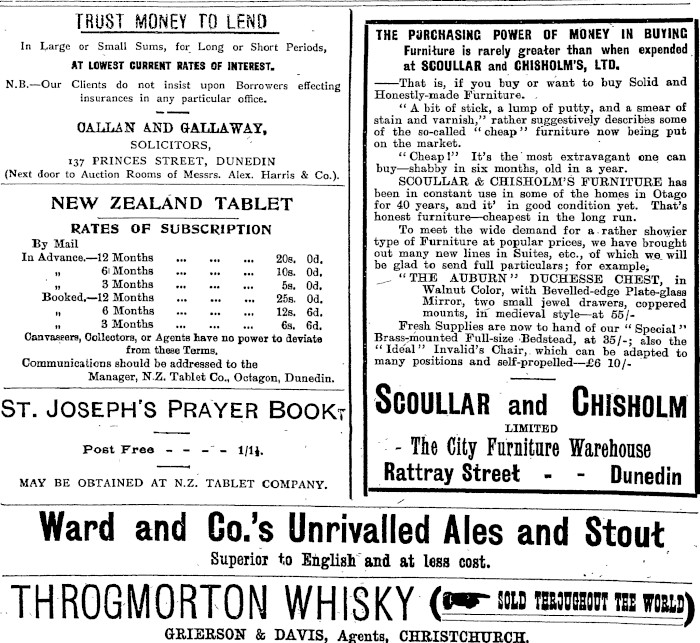 TRUST MONEY TO LEND
In Large or Small Sums, for Long or Short Periods,
AT LOWEST CURRENT RATES OF INTEREST.
N.B.—Our Clients do not insist upon Borrowers effecting
insurances in any particular office.
CALLAN AND GALLAWAY,
SOLICITORS,
137 PRINCES STREET, DUNEDIN
(Next door to Auction Rooms of Messrs. Alex. Harris & Co.).
NEW ZEALAND TABLET
RATES OF SUBSCRIPTION
By Mail
In Advance.—12 Months ... ... ... 20s. 0d.
„ 6 Months ... ... ... 10s. 0d.
„ 3 Months ... ... ... 5s. 0d.
Booked.—12 Months ... ... ... 25s. 0d.
„ 6 Months ... ... ... 12s. 6d.
„ 3 Months ... ... ... 6s. 6d.
Canvassers, Collectors, or Agents have no power to deviate
from these Terms.
Communications should be addressed to the
Manager, N.Z. Tablet Co., Octagon, Dunedin.
ST. JOSEPH'S PRAYER BOOK
Post Free - - - - 1/1½.
MAY BE OBTAINED AT N.Z. TABLET COMPANY.
THE PURCHASING POWER OF MONEY IN BUYING
Furniture is rarely greater than when expended
at SCOULLAR and CHISHOLM'S, LTD.
—That is, if you buy or want to buy Solid and
Honestly-made Furniture.
"A bit of stick, a lump of putty, and a smear of
stain and varnish," rather suggestively describes some
of the so-called "cheap" furniture now being put
on the market.
"Cheap!" It's the most extravagant one can
buy—shabby in six months, old in a year.
SCOULLAR & CHISHOLM'S FURNITURE has
been in constant use in some of the homes in Otago
for 40 years, and it' in good condition yet. That's
honest furniture—cheapest in the long run.
To meet the wide demand for a rather showier
type of Furniture at popular prices, we have brought
out many new lines in Suites, etc., of which we will
be glad to send full particulars; for example,
"THE AUBURN" DUCHESSE CHEST, in
Walnut Color, with Bevelled-edge Plate-glass
Mirror, two small jewel drawers, coppered
mounts, in medieval style—at 55/-
Fresh Supplies are now to hand of our "Special"
Brass-mounted Full-size Bedstead, at 35/-; also the
"Ideal" Invalid's Chair, which can be adapted to
many positions and self-propelled—£6 10/-
SCOULLAR and CHISHOLM
LIMITED
- The City Furniture Warehouse
Rattray Street - - Dunedin
Ward and Co.'s Unrivalled Ales and Stout
Superior to English and at less cost.
THROGMORTON WHISKY (SOLD THROUGHOUT THE WORLD)
GRIERSON & DAVIS, Agents, CHRISTCHURCH.